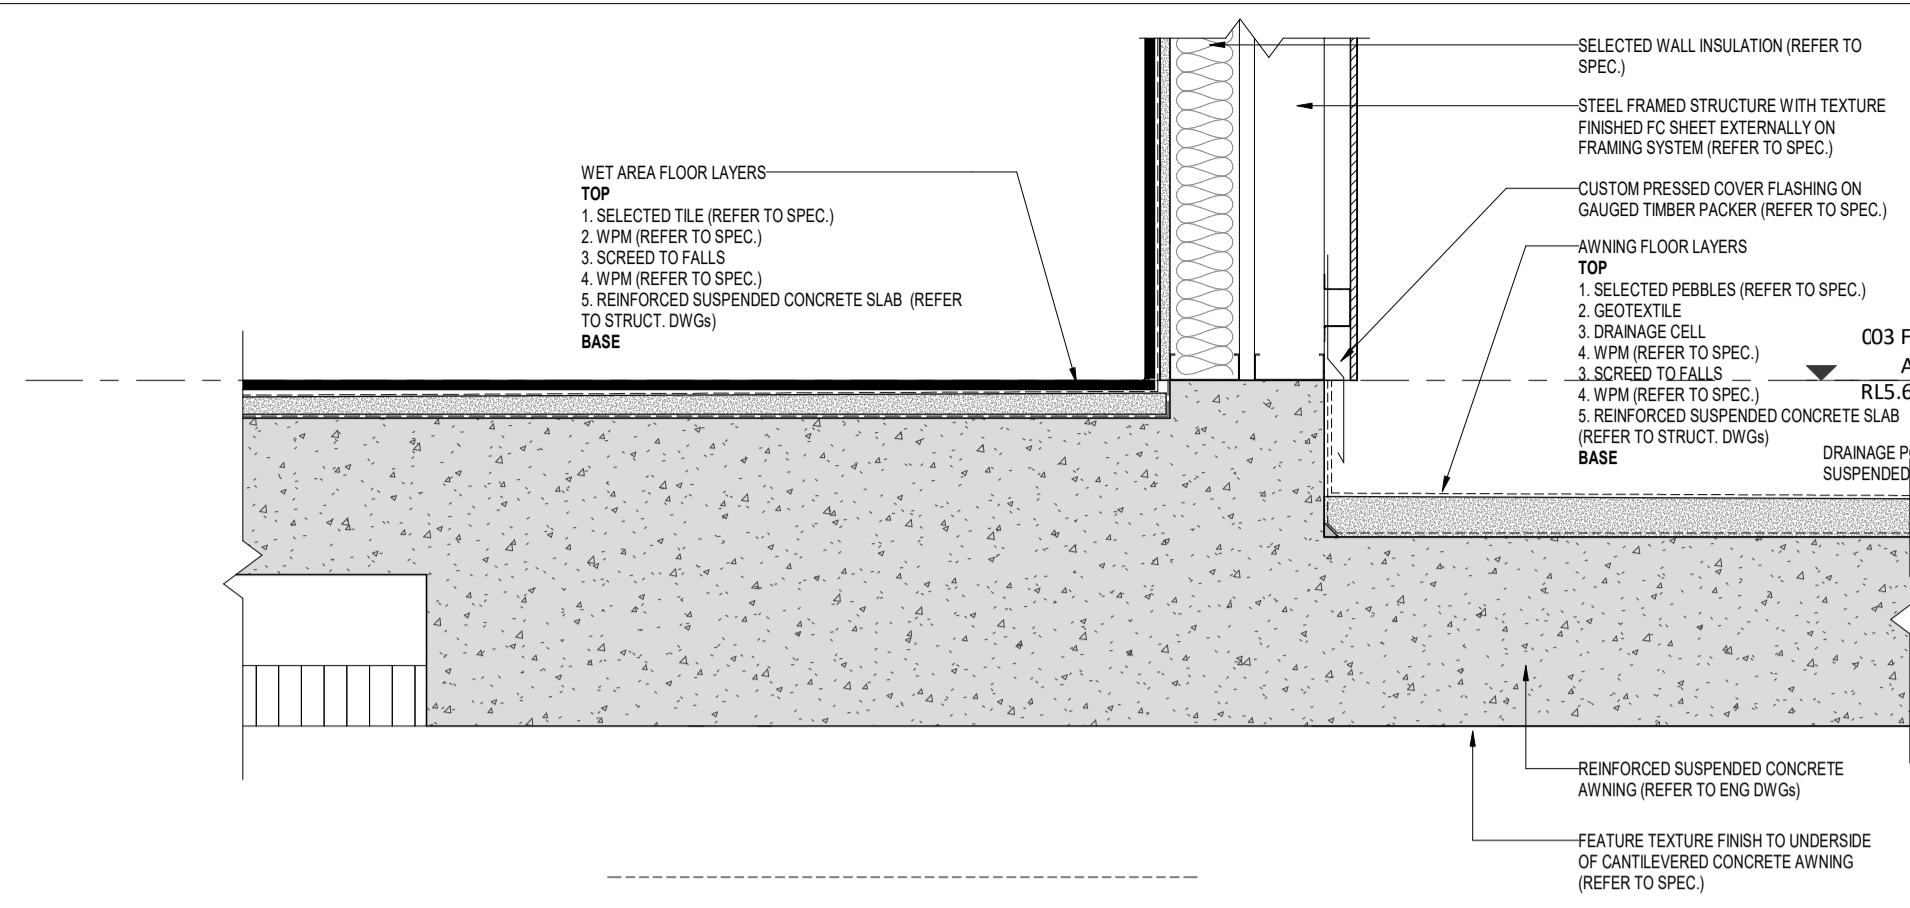 SELECTED WALL INSULATION (REFER TO
SPEC.)
STEEL FRAMED STRUCTURE WITH TEXTURE
FINISHED FC SHEET EXTERNALLY ON
FRAMING SYSTEM (REFER TO SPEC.)
WET AREA FLOOR LAYERS
TOP
1. SELECTED TILE (REFER TO SPEC.)
2. WPM (REFER TO SPEC.)
3. SCREED TO FALLS
4. WPM (REFER TO SPEC.)
5. REINFORCED SUSPENDED CONCRETE SLAB (REFER
TO STRUCT. DWGs)
BASE
CUSTOM PRESSED COVER FLASHING ON
GAUGED TIMBER PACKER (REFER TO SPEC.)
AWNING FLOOR LAYERS
TOP
1. SELECTED PEBBLES (REFER TO SPEC.)
2. GEOTEXTILE
3. DRAINAGE CELL
4. WPM (REFER TO SPEC.)
3. SCREED TO FALLS
4. WPM (REFER TO SPEC.)
5. REINFORCED SUSPENDED CONCRETE SLAB
(REFER TO STRUCT. DWGs)
BASE
C03 F
A
RL5.6
DRAINAGE
SUSPENDED
REINFORCED SUSPENDED CONCRETE
AWNING (REFER TO ENG DWGs)
FEATURE TEXTURE FINISH TO UNDERSIDE
OF CANTILEVERED CONCRETE AWNING
(REFER TO SPEC.)